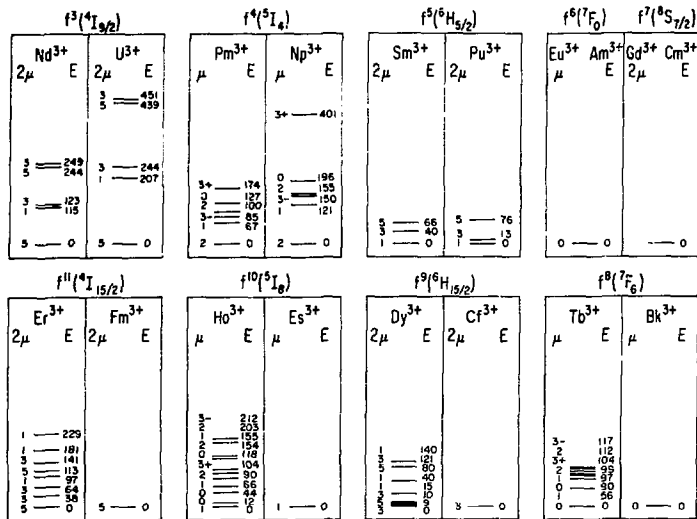 f³(⁴I₉/₂)
Nd³⁺ U³⁺
2μ E 2μ E
3 451
5 439
3 249
5 244
3 244
1 207
3 123
1 115
5 0
5 0
f⁴(⁵I₄)
Pm³⁺ Np³⁺
μ E μ E
3+ 401
0 196
2 155
3- 150
1 121
3+ 174
0 127
2 100
3- 85
1 67
2 0
2 0
f⁵(⁶H₅/₂)
Sm³⁺ Pu³⁺
2μ E 2μ E
5 66
3 40
1 0
5 76
3 13
1 0
f⁶(⁷F₀) f⁷(⁸S₇/₂)
Eu³⁺ Am³⁺ Gd³⁺ Cm³⁺
μ E 2μ E
0 0
0
f¹¹(⁴I₁₅/₂)
Er³⁺ Fm³⁺
2μ E 2μ E
1 229
1 181
3 141
5 113
1 97
3 64
3 38
5 0
5 0
f¹⁰(⁵I₈)
Ho³⁺ Es³⁺
μ E μ E
3- 212
2 203
1 155
2 154
0 118
3+ 104
2 90
1 66
0 44
0 12
1 0
1 0
f⁹(⁶H₁₅/₂)
Dy³⁺ Cf³⁺
2μ E 2μ E
1 140
3 121
5 80
1 40
1 15
3 10
9
0
0
f⁸(⁷F₆)
Tb³⁺ Bk³⁺
μ E μ E
3- 117
2 112
3+ 104
2 99
1 97
0 90
1 56
0 0
0 0